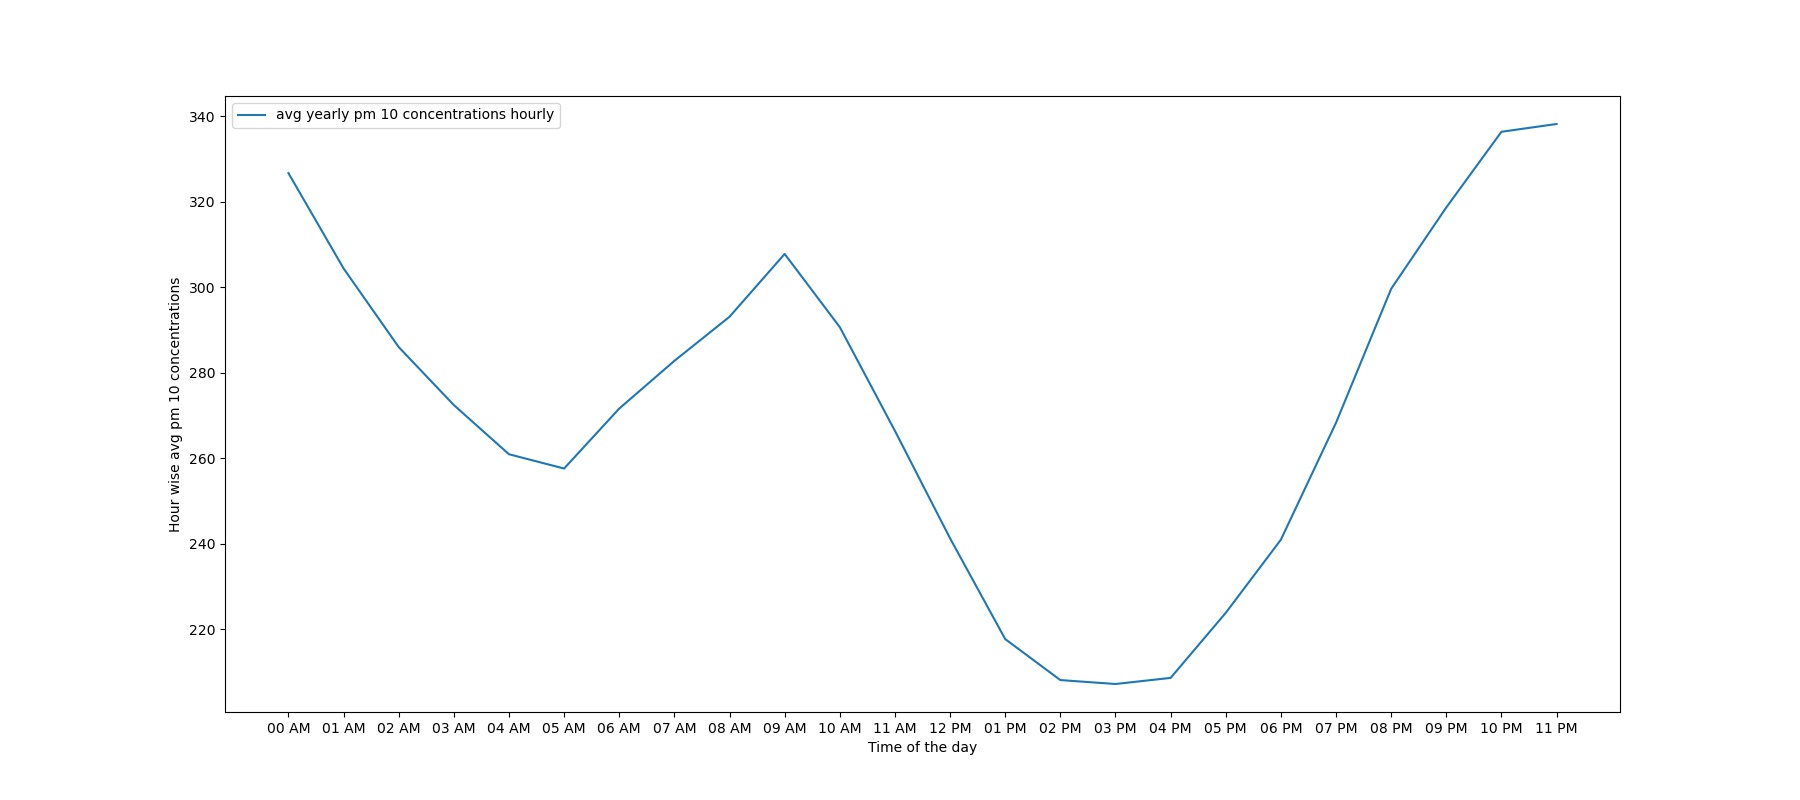 avg yearly pm 10 concentrations hourly
340
320
300
280
260
240
220
Hour wise avg pm 10 concentrations
00 AM 01 AM 02 AM 03 AM 04 AM 05 AM 06 AM 07 AM 08 AM 09 AM 10 AM 11 AM 12 PM 01 PM 02 PM 03 PM 04 PM 05 PM 06 PM 07 PM 08 PM 09 PM 10 PM 11 PM
Time of the day